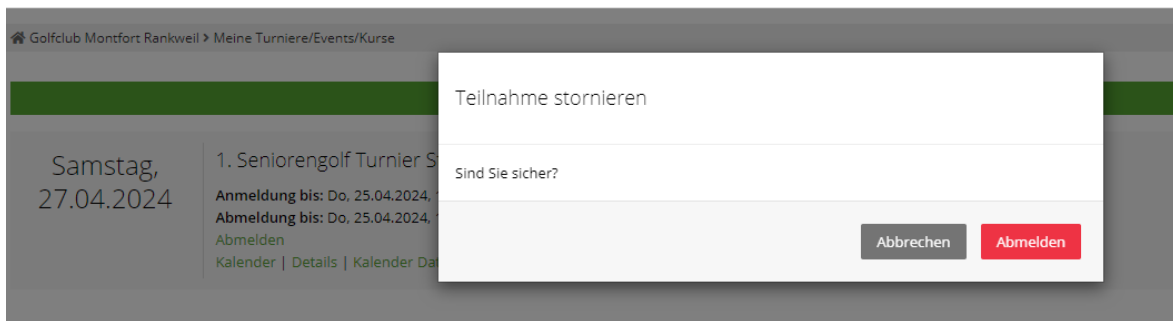 Golfclub Montfort Rankweil > Meine Turniere/Events/Kurse
Teilnahme stornieren
Sind Sie sicher?
Abbrechen Abmelden
Samstag,
27.04.2024
1. Seniorengolf Turnier
Anmeldung bis: Do, 25.04.2024,
Abmeldung bis: Do, 25.04.2024,
Abmelden
Kalender | Details | Kalender